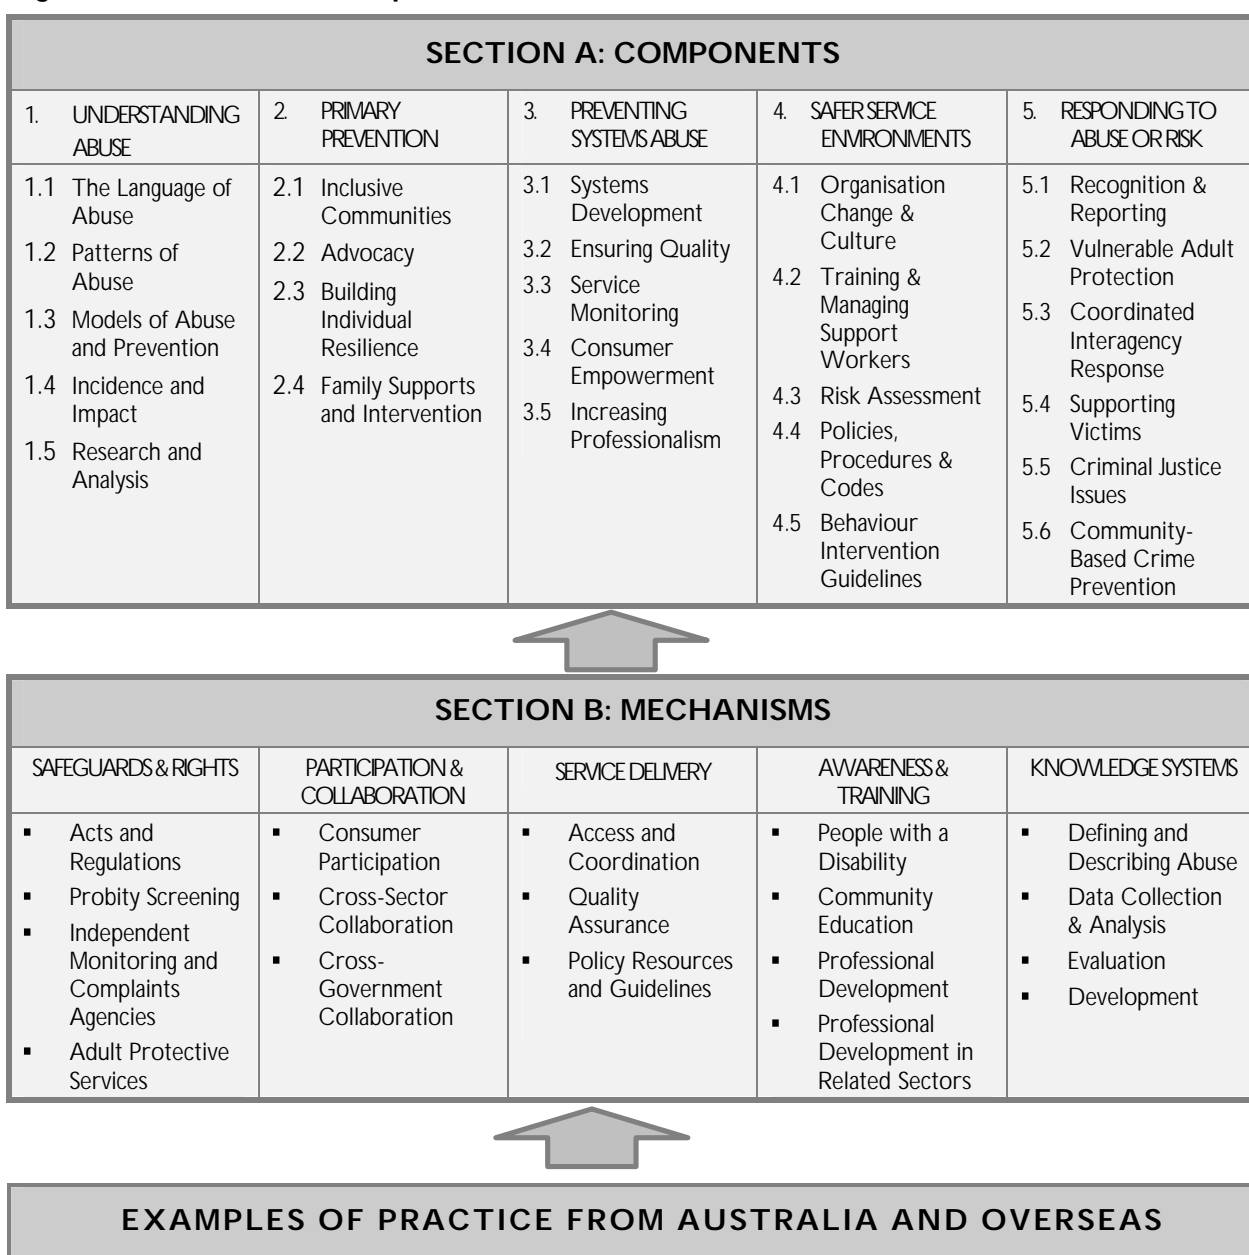 SECTION A: COMPONENTS
1. UNDERSTANDING
ABUSE
2. PRIMARY
PREVENTION
3. PREVENTING
SYSTEMS ABUSE
4. SAFER SERVICE
ENVIRONMENTS
5. RESPONDING TO
ABUSE OR RISK
1.1 The Language of
Abuse
1.2 Patterns of
Abuse
1.3 Models of Abuse
and Prevention
1.4 Incidence and
Impact
1.5 Research and
Analysis
2.1 Inclusive
Communities
2.2 Advocacy
2.3 Building
Individual
Resilience
2.4 Family Supports
and Intervention
3.1 Systems
Development
3.2 Ensuring Quality
3.3 Service
Monitoring
3.4 Consumer
Empowerment
3.5 Increasing
Professionalism
4.1 Organisation
Change &
Culture
4.2 Training &
Managing
Support
Workers
4.3 Risk Assessment
4.4 Policies,
Procedures &
Codes
4.5 Behaviour
Intervention
Guidelines
5.1 Recognition &
Reporting
5.2 Vulnerable Adult
Protection
5.3 Coordinated
Interagency
Response
5.4 Supporting
Victims
5.5 Criminal Justice
Issues
5.6 Community-
Based Crime
Prevention
SECTION B: MECHANISMS
SAFEGUARDS & RIGHTS
PARTICIPATION &
COLLABORATION
SERVICE DELIVERY
AWARENESS &
TRAINING
KNOWLEDGE SYSTEMS
▪ Acts and
Regulations
▪ Probity Screening
▪ Independent
Monitoring and
Complaints
Agencies
▪ Adult Protective
Services
▪ Consumer
Participation
▪ Cross-Sector
Collaboration
▪ Cross-
Government
Collaboration
▪ Access and
Coordination
▪ Quality
Assurance
▪ Policy Resources
and Guidelines
▪ People with a
Disability
▪ Community
Education
▪ Professional
Development
▪ Professional
Development in
Related Sectors
▪ Defining and
Describing Abuse
▪ Data Collection
& Analysis
▪ Evaluation
▪ Development
EXAMPLES OF PRACTICE FROM AUSTRALIA AND OVERSEAS